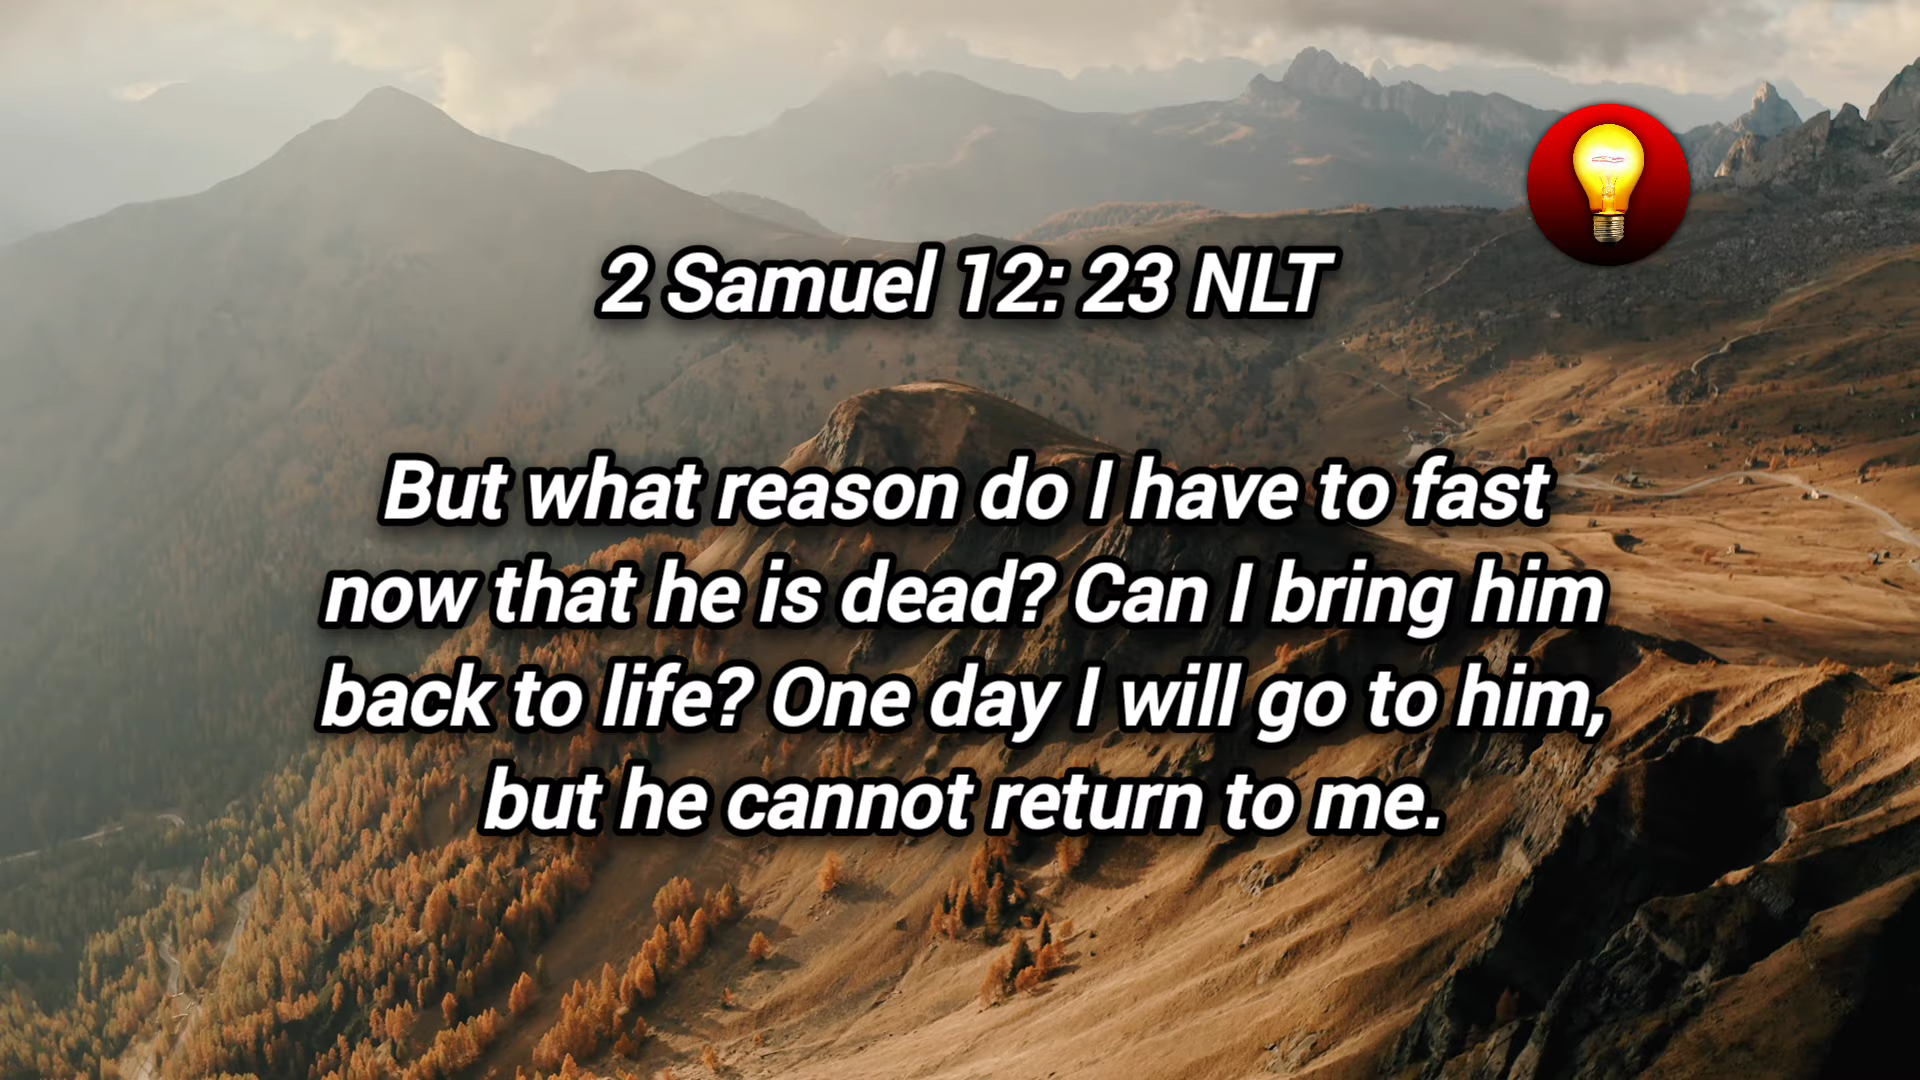 2 Samuel 12: 23 NLT
But what reason do I have to fast
now that he is dead? Can I bring him
back to life? One day I will go to him,
but he cannot return to me.